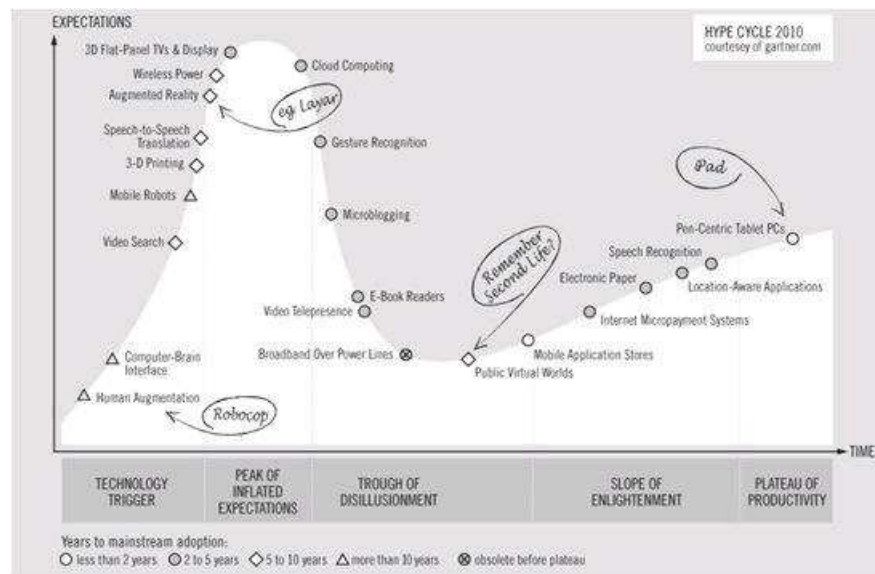 EXPECTATIONS
HYPE CYCLE 2010
courtesey of gartner.com
3D Flat-Panel TVs & Display
Cloud Computing
Wireless Power
Augmented Reality
eg Layar
Speech-to-Speech
Translation
Gesture Recognition
3-D Printing
iPad
Mobile Robots
Microblogging
Pen-Centric Tablet PCs
Video Search
Remember
Second Life?
Speech Recognition
Electronic Paper
Location-Aware Applications
E-Book Readers
Video Telepresence
Internet Micropayment Systems
Computer-Brain
Interface
Broadband Over Power Lines
Mobile Application Stores
Public Virtual Worlds
Human Augmentation
Robocop
TIME
TECHNOLOGY
TRIGGER
PEAK OF
INFLATED
EXPECTATIONS
TROUGH OF
DISILLUSIONMENT
SLOPE OF
ENLIGHTENMENT
PLATEAU OF
PRODUCTIVITY
Years to mainstream adoption:
less than 2 years 2 to 5 years 5 to 10 years more than 10 years obsolete before plateau